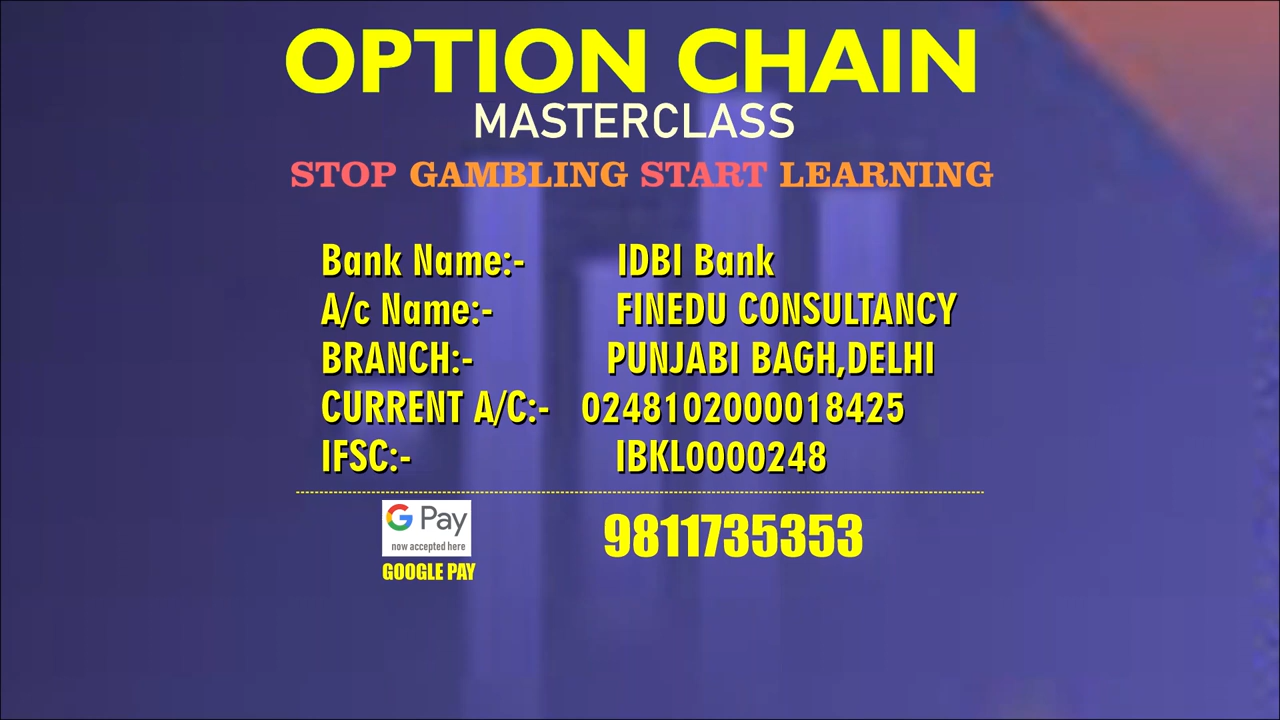 OPTION CHAIN
MASTERCLASS
STOP GAMBLING START LEARNING
Bank Name:- IDBI Bank
A/c Name:- FINEDU CONSULTANCY
BRANCH:- PUNJABI BAGH,DELHI
CURRENT A/C:- 0248102000018425
IFSC:- IBKL0000248
G Pay
now accepted here
GOOGLE PAY
9811735353